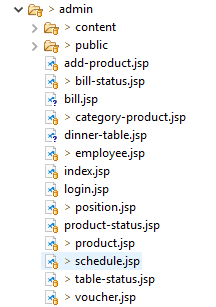 > admin
> content
> public
add-product.jsp
> bill-status.jsp
bill.jsp
> category-product.jsp
dinner-table.jsp
> employee.jsp
index.jsp
login.jsp
> position.jsp
product-status.jsp
> product.jsp
> schedule.jsp
> table-status.jsp
> voucher.jsp